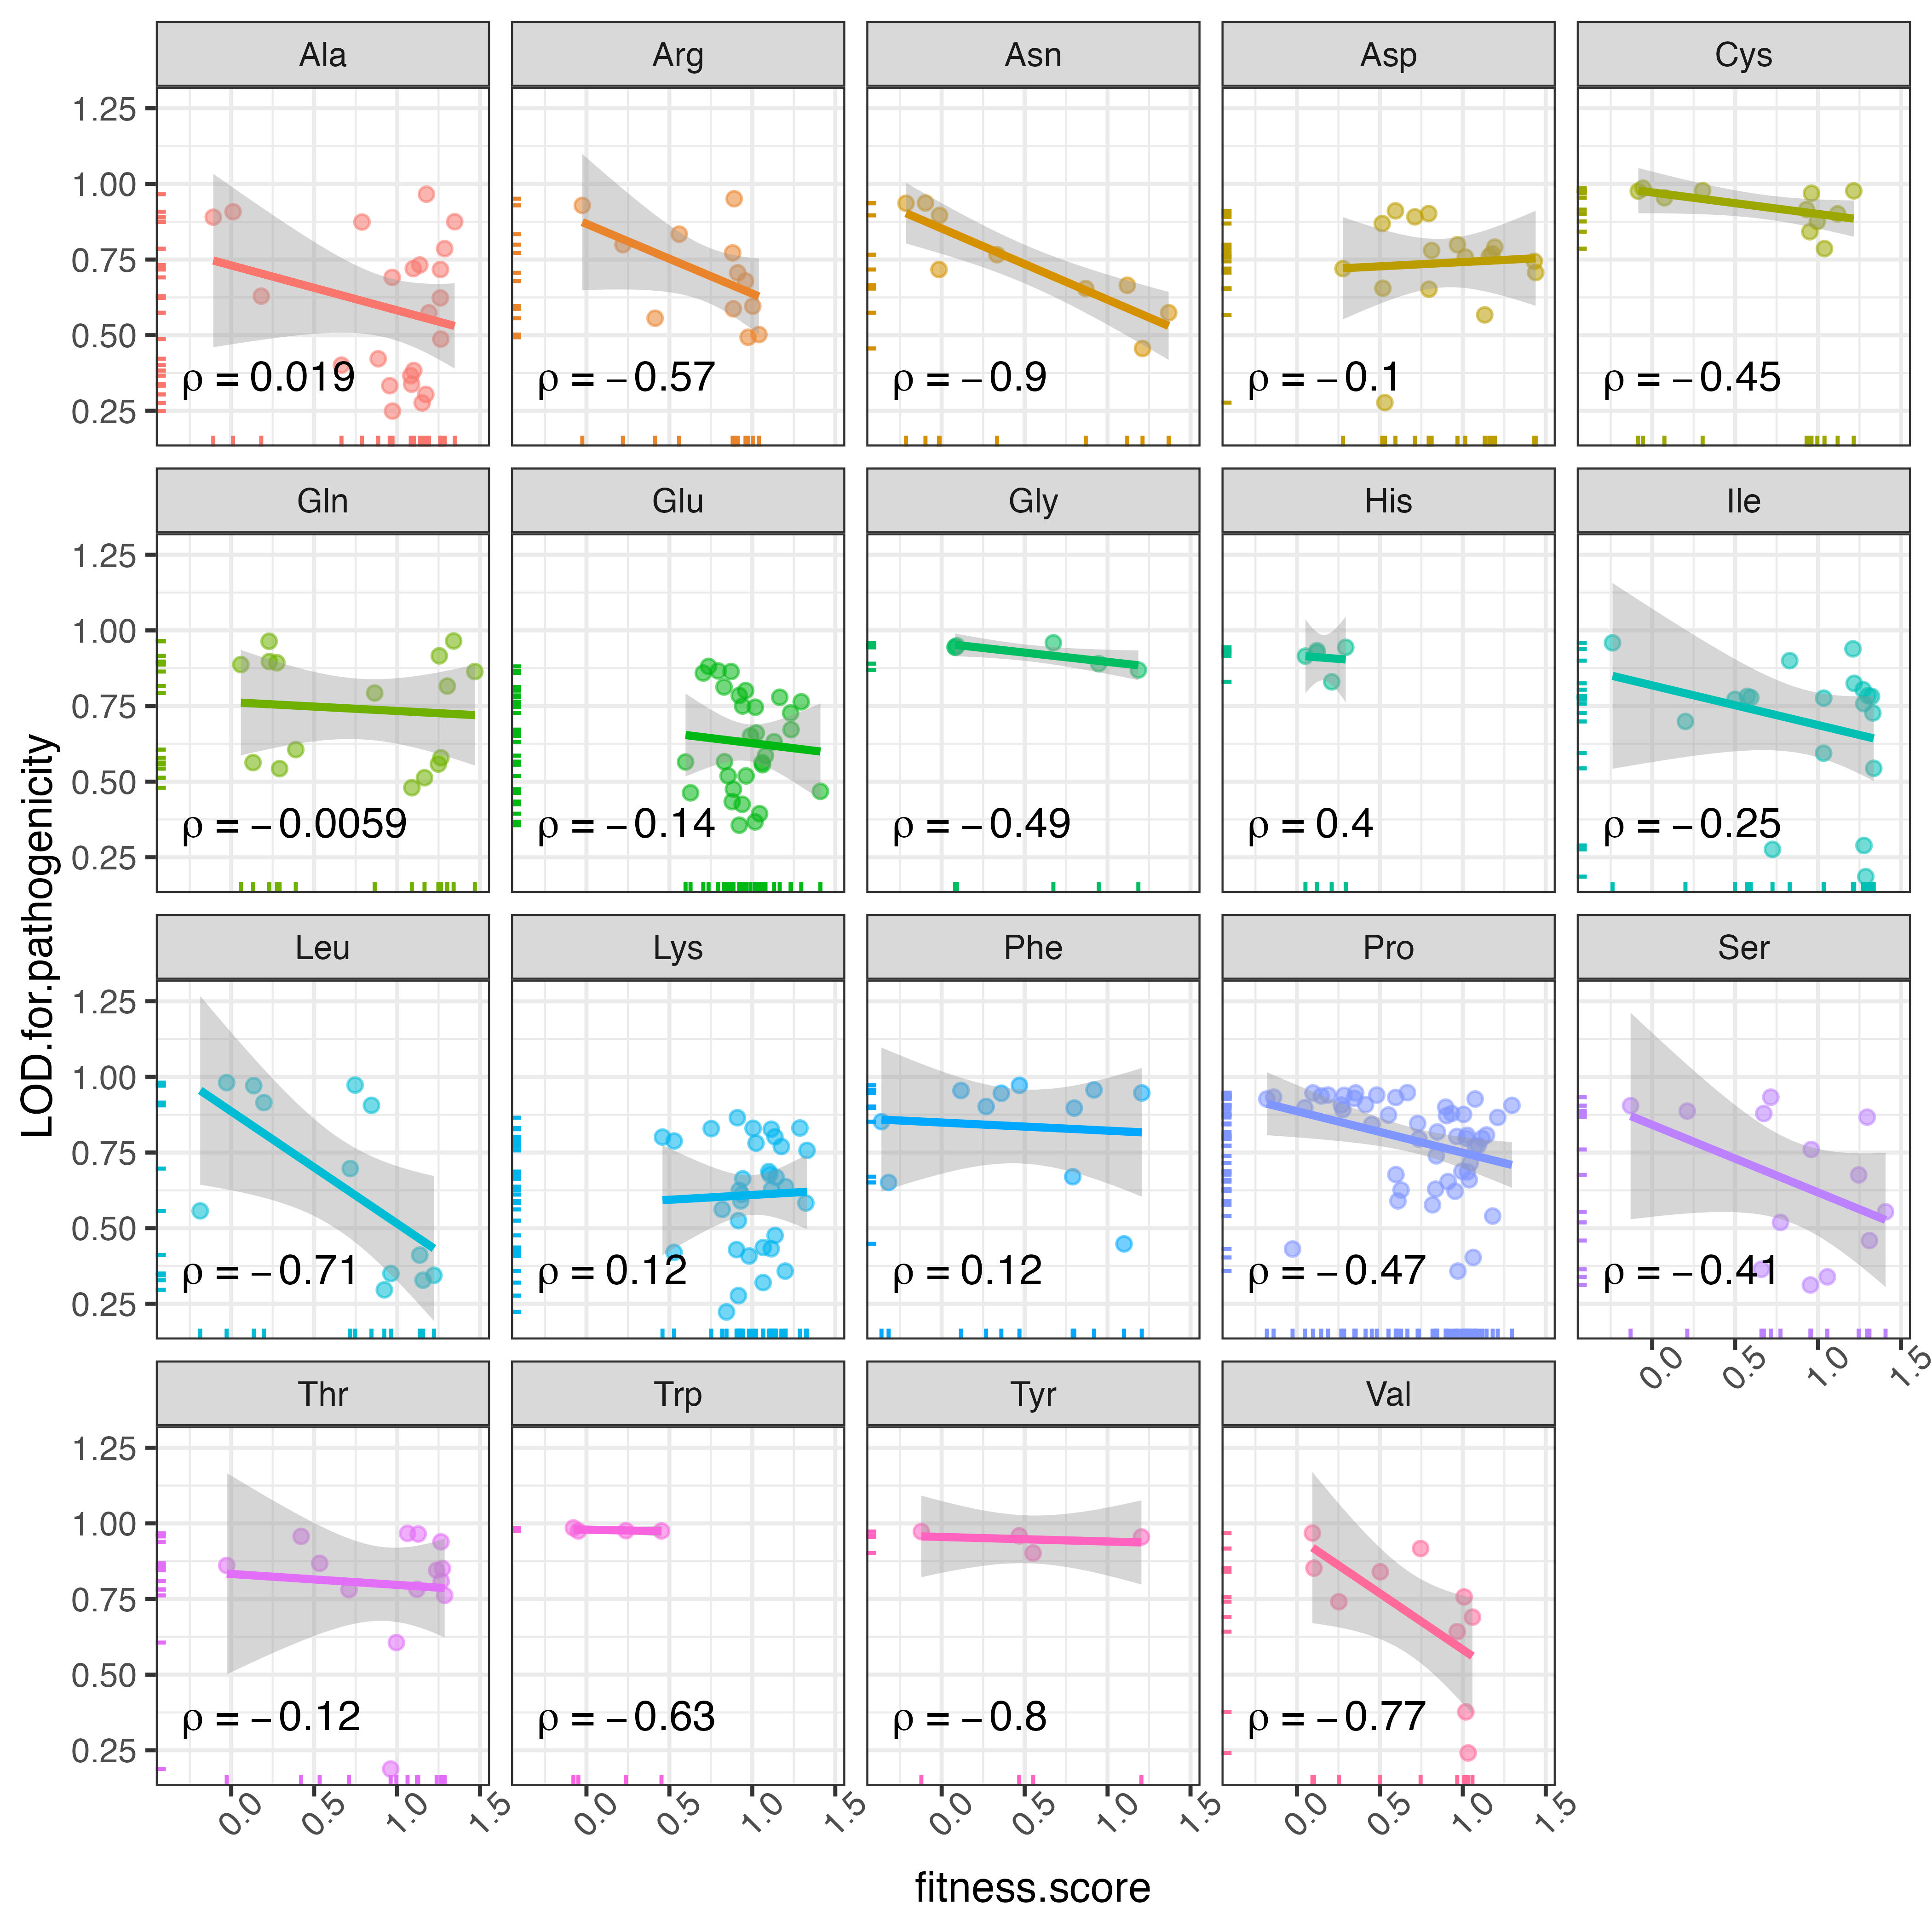 Ala Arg Asn Asp Cys
1.25
1.00
0.75
0.50
0.25
ρ = 0.019 ρ = −0.57 ρ = −0.9 ρ = −0.1 ρ = −0.45
Gln Glu Gly His Ile
1.25
1.00
0.75
0.50
0.25
ρ = −0.0059 ρ = −0.14 ρ = −0.49 ρ = 0.4 ρ = −0.25
LOD.for.pathogenicity
Leu Lys Phe Pro Ser
1.25
1.00
0.75
0.50
0.25
ρ = −0.71 ρ = 0.12 ρ = 0.12 ρ = −0.47 ρ = −0.41
0.0 0.5 1.0 1.5
Thr Trp Tyr Val
1.25
1.00
0.75
0.50
0.25
ρ = −0.12 ρ = −0.63 ρ = −0.8 ρ = −0.77
0.0 0.5 1.0 1.5 0.0 0.5 1.0 1.5 0.0 0.5 1.0 1.5 0.0 0.5 1.0 1.5
fitness.score